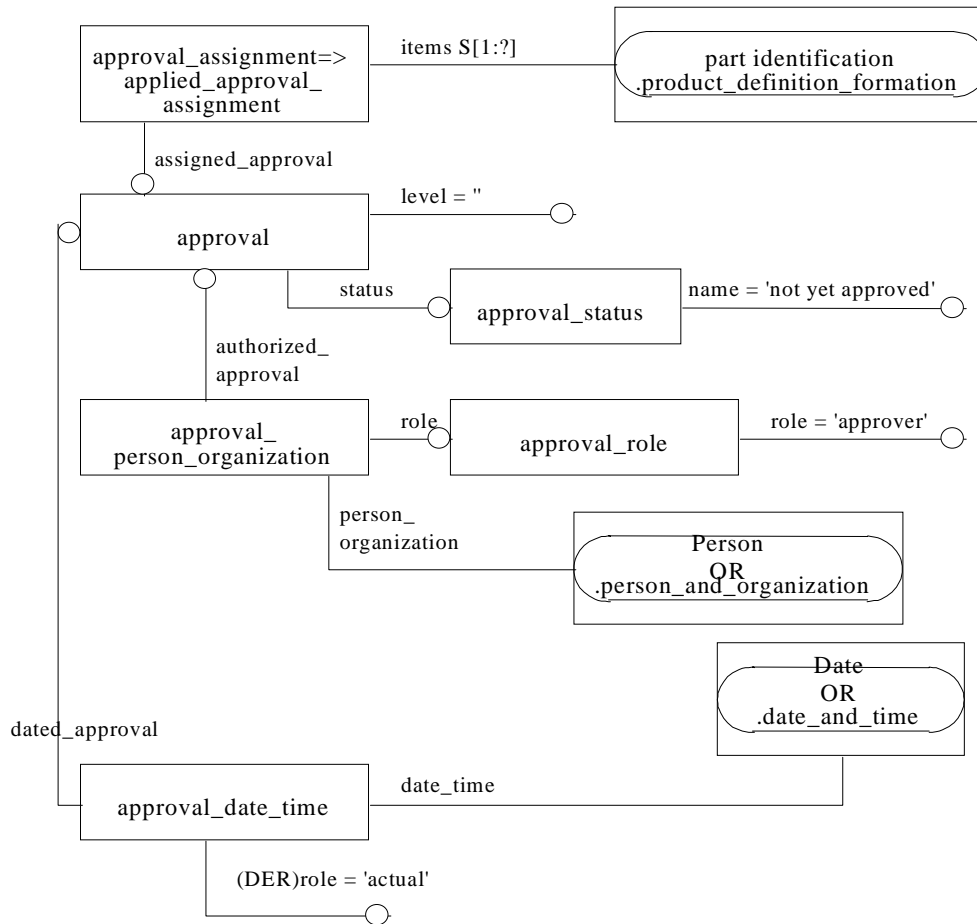 approval_assignment=>
applied_approval_
assignment
items S[1:?]
part identification
.product_definition_formation
assigned_approval
level = ''
approval
status
approval_status
name = 'not yet approved'
authorized_
approval
approval_
person_organization
role
approval_role
role = 'approver'
person_
organization
Person
OR
.person_and_organization
Date
OR
.date_and_time
dated_approval
approval_date_time
date_time
(DER)role = 'actual'